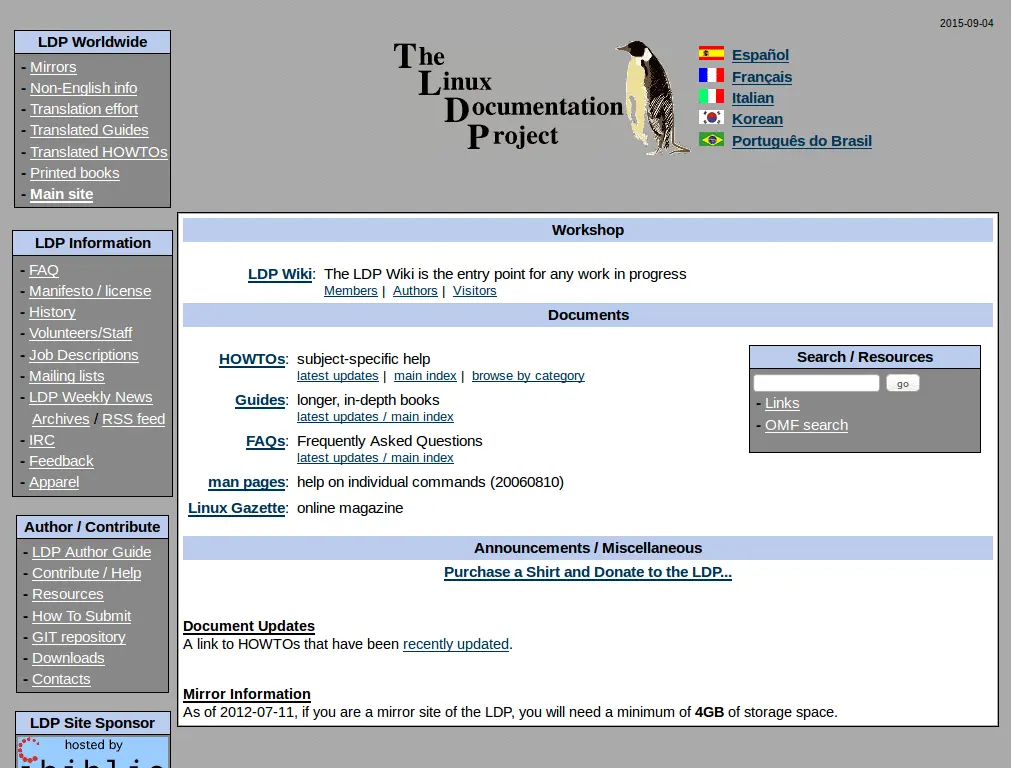 2015-09-04
LDP Worldwide
- Mirrors
- Non-English info
- Translation effort
- Translated Guides
- Translated HOWTOs
- Printed books
- Main site
The
Linux
Documentation
Project
Español
Français
Italian
Korean
Português do Brasil
LDP Information
- FAQ
- Manifesto / license
- History
- Volunteers/Staff
- Job Descriptions
- Mailing lists
- LDP Weekly News
Archives / RSS feed
- IRC
- Feedback
- Apparel
Author / Contribute
- LDP Author Guide
- Contribute / Help
- Resources
- How To Submit
- GIT repository
- Downloads
- Contacts
LDP Site Sponsor
hosted by
Workshop
LDP Wiki: The LDP Wiki is the entry point for any work in progress
Members | Authors | Visitors
Documents
HOWTOs: subject-specific help
latest updates | main index | browse by category
Guides: longer, in-depth books
latest updates / main index
FAQs: Frequently Asked Questions
latest updates / main index
man pages: help on individual commands (20060810)
Linux Gazette: online magazine
Search / Resources
go
- Links
- OMF search
Announcements / Miscellaneous
Purchase a Shirt and Donate to the LDP...
Document Updates
A link to HOWTOs that have been recently updated.
Mirror Information
As of 2012-07-11, if you are a mirror site of the LDP, you will need a minimum of 4GB of storage space.